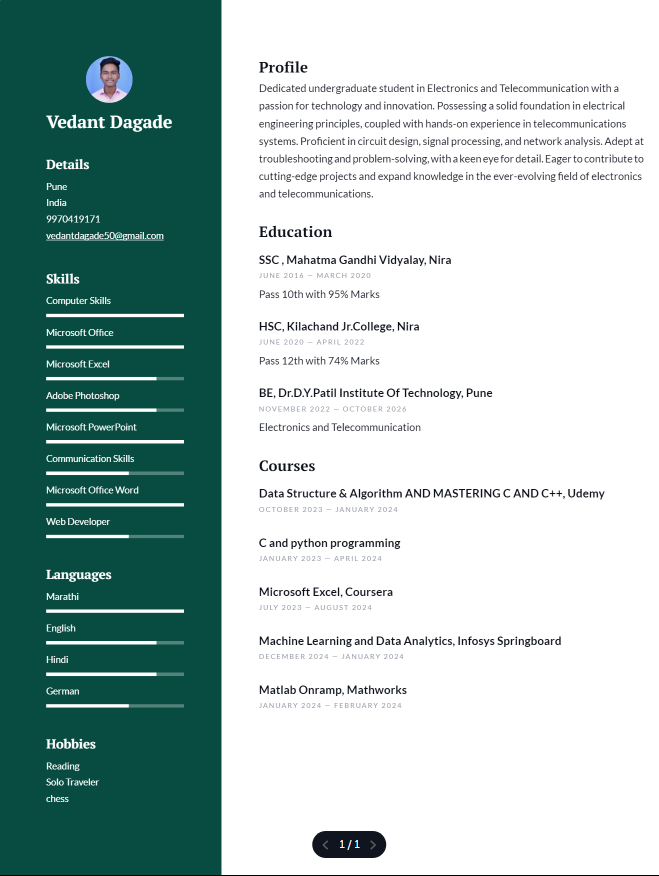 Vedant Dagade
Details
Pune
India
9970419171
vedantdagade50@gmail.com
Skills
Computer Skills
Microsoft Office
Microsoft Excel
Adobe Photoshop
Microsoft PowerPoint
Communication Skills
Microsoft Office Word
Web Developer
Languages
Marathi
English
Hindi
German
Hobbies
Reading
Solo Traveler
chess
Profile
Dedicated undergraduate student in Electronics and Telecommunication with a
passion for technology and innovation. Possessing a solid foundation in electrical
engineering principles, coupled with hands-on experience in telecommunications
systems. Proficient in circuit design, signal processing, and network analysis. Adept at
troubleshooting and problem-solving, with a keen eye for detail. Eager to contribute to
cutting-edge projects and expand knowledge in the ever-evolving field of electronics
and telecommunications.
Education
SSC , Mahatma Gandhi Vidyalay, Nira
JUNE 2016 — MARCH 2020
Pass 10th with 95% Marks
HSC, Kilachand Jr.College, Nira
JUNE 2020 — APRIL 2022
Pass 12th with 74% Marks
BE, Dr.D.Y.Patil Institute Of Technology, Pune
NOVEMBER 2022 — OCTOBER 2026
Electronics and Telecommunication
Courses
Data Structure & Algorithm AND MASTERING C AND C++, Udemy
OCTOBER 2023 — JANUARY 2024
C and python programming
JANUARY 2023 — APRIL 2024
Microsoft Excel, Coursera
JULY 2023 — AUGUST 2024
Machine Learning and Data Analytics, Infosys Springboard
DECEMBER 2024 — JANUARY 2024
Matlab Onramp, Mathworks
JANUARY 2024 — FEBRUARY 2024
1 / 1